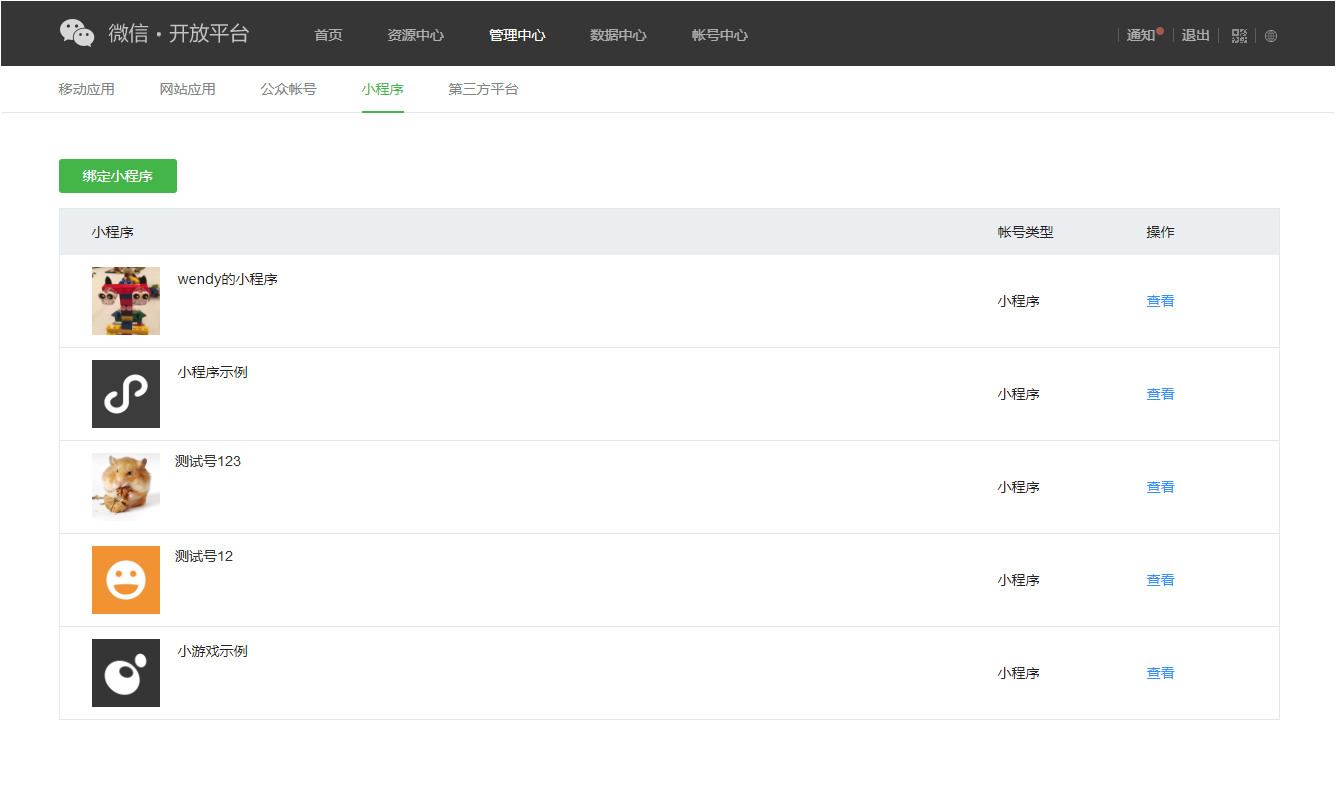 微信·开放平台 首页 资源中心 管理中心 数据中心 帐号中心 通知 退出
移动应用 网站应用 公众帐号 小程序 第三方平台
绑定小程序
小程序 帐号类型 操作
wendy的小程序
小程序 查看
小程序示例
小程序 查看
测试号123
小程序 查看
测试号12
小程序 查看
小游戏示例
小程序 查看